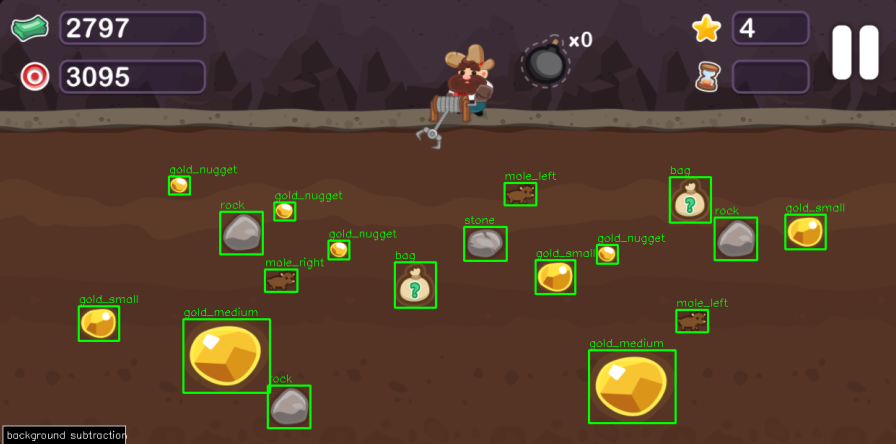 2797
x0
4
3095
gold_nugget
mole_left
bag
gold_nugget
rock
stone
rock
gold_small
gold_nugget
gold_small
gold_nugget
mole_right
bag
gold_small
mole_left
gold_medium
gold_medium
rock
?
?
background subtraction